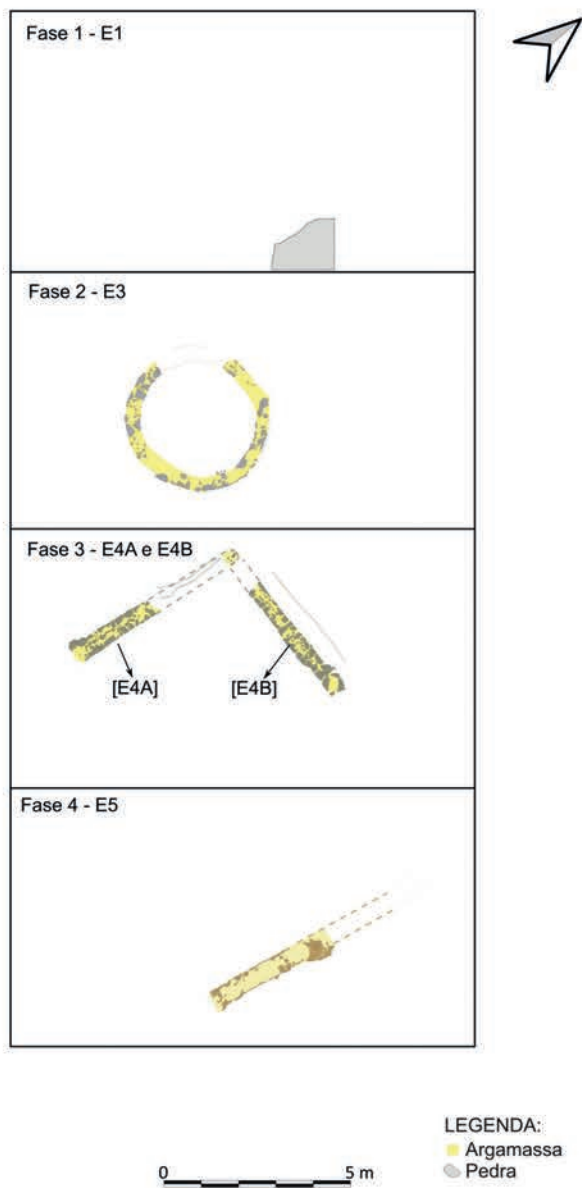 Fase 1 - E1
Fase 2 - E3
Fase 3 - E4A e E4B
[E4A]
[E4B]
Fase 4 - E5
LEGENDA:
Argamassa
Pedra
0 5 m